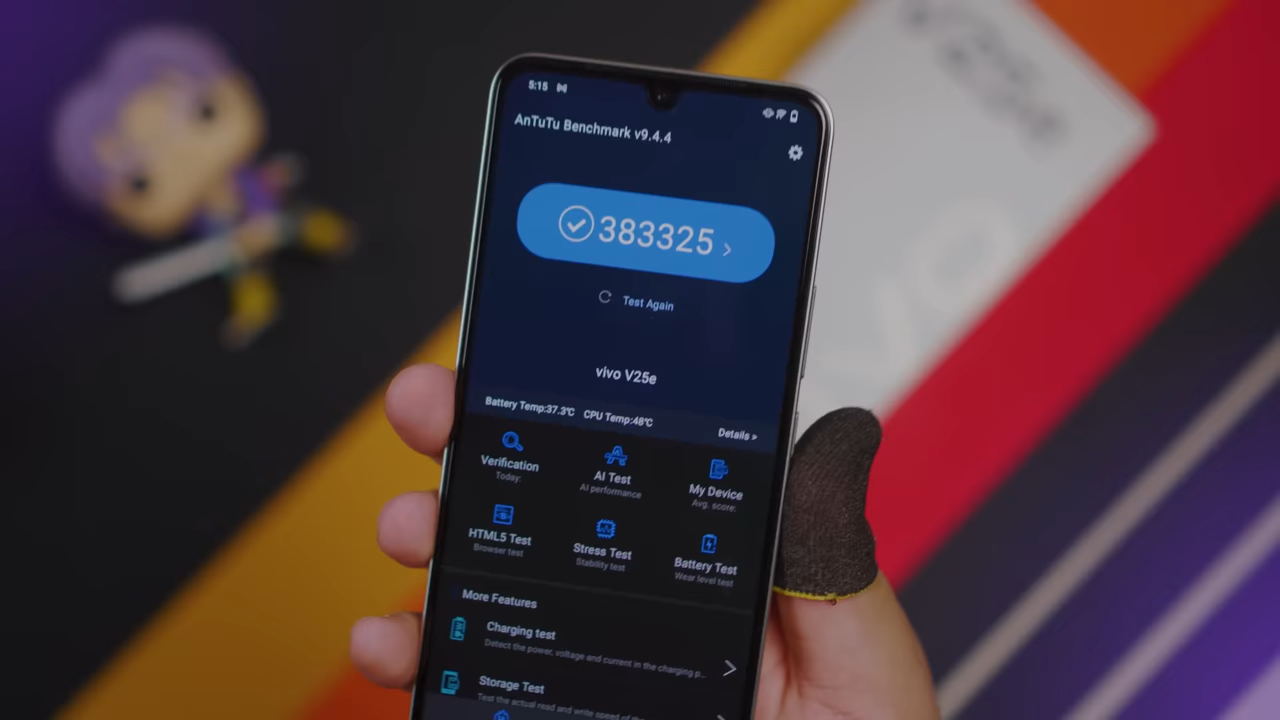 5:15
AnTuTu Benchmark v9.4.4
383325 >
Test Again
vivo V25e
Battery Temp:37.3℃ CPU Temp:48℃
Details >
Verification
Today:
AI Test
AI performance
My Device
Avg. score:
HTML5 Test
Browser test
Stress Test
Stability test
Battery Test
Wear level test
More Features
Charging test
Detect the power, voltage and current in the charging p...
Storage Test
Test the actual read and write speed of